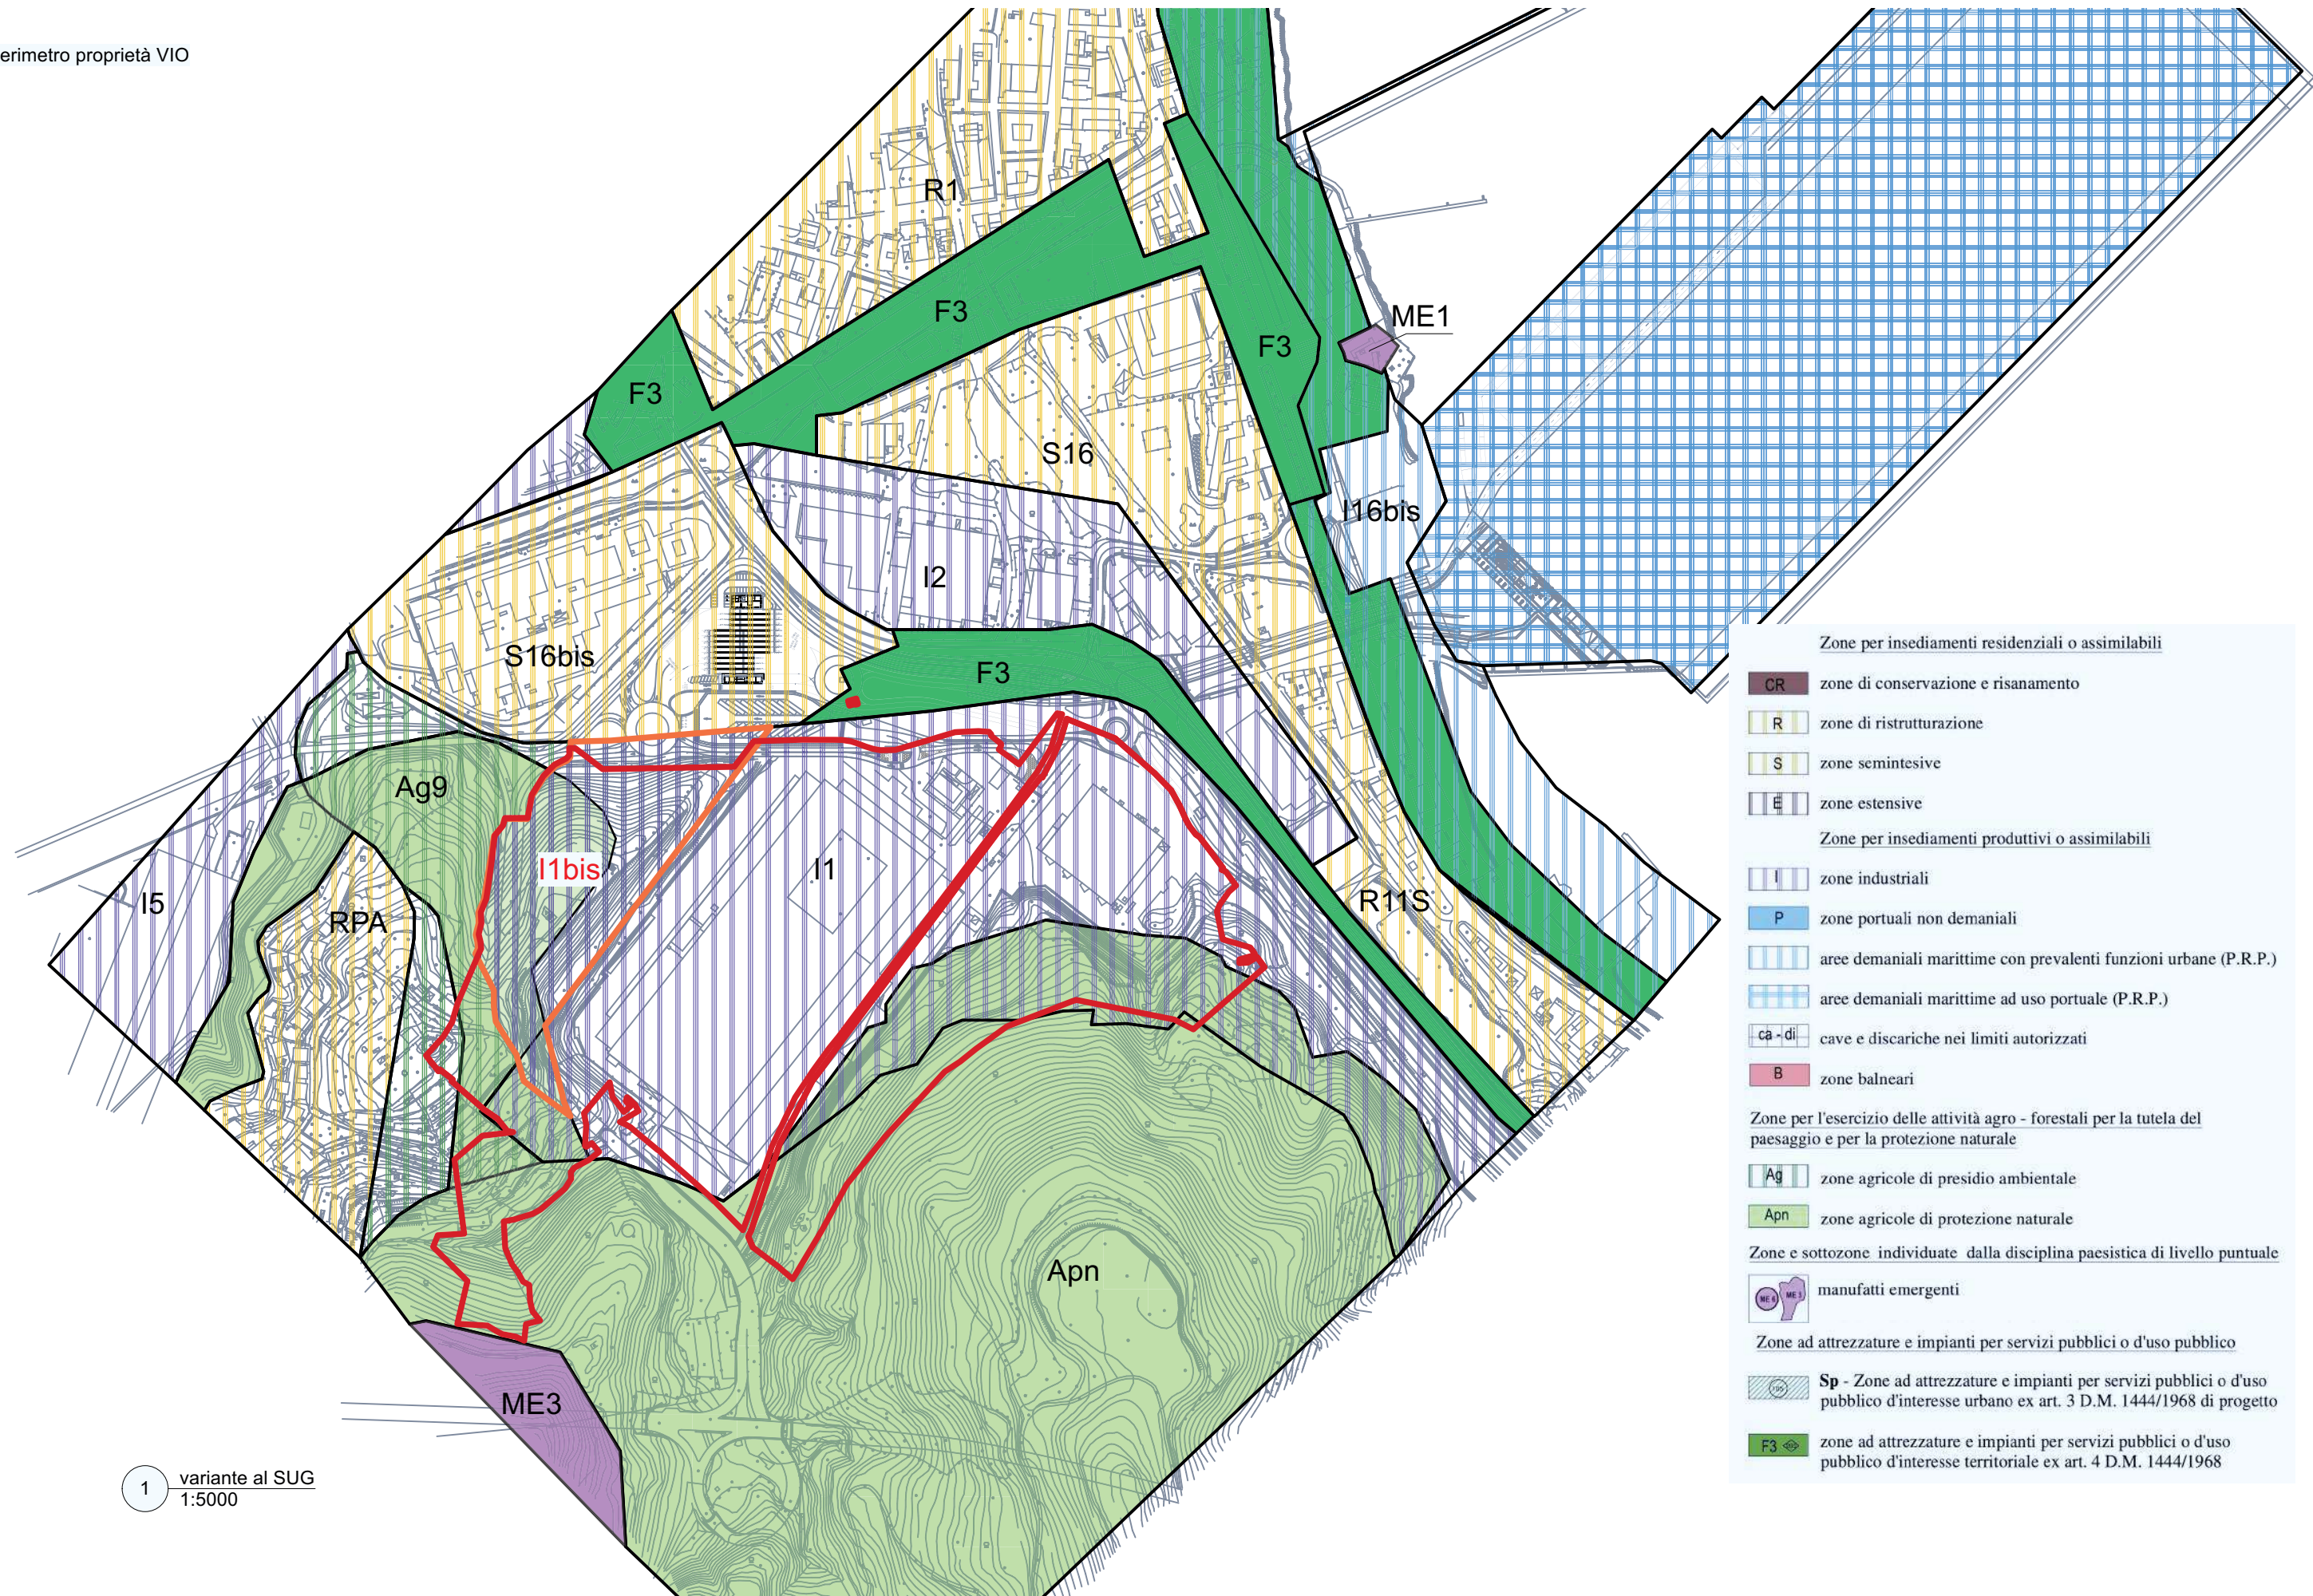 erimetro proprietà VIO
R1
F3
ME1
F3
F3
S16
I16bis
I2
S16bis
F3
Ag9
I1bis
I1
I5
RPA
R11S
Apn
ME3
1
variante al SUG
1:5000
Zone per insediamenti residenziali o assimilabili
CR zone di conservazione e risanamento
R zone di ristrutturazione
S zone semintesive
E zone estensive
Zone per insediamenti produttivi o assimilabili
I zone industriali
P zone portuali non demaniali
aree demaniali marittime con prevalenti funzioni urbane (P.R.P.)
aree demaniali marittime ad uso portuale (P.R.P.)
ca - di cave e discariche nei limiti autorizzati
B zone balneari
Zone per l'esercizio delle attività agro - forestali per la tutela del
paesaggio e per la protezione naturale
Ag zone agricole di presidio ambientale
Apn zone agricole di protezione naturale
Zone e sottozone individuate dalla disciplina paesistica di livello puntuale
ME 6 ME 3 manufatti emergenti
Zone ad attrezzature e impianti per servizi pubblici o d'uso pubblico
Sp - Zone ad attrezzature e impianti per servizi pubblici o d'uso
pubblico d'interesse urbano ex art. 3 D.M. 1444/1968 di progetto
F3 zone ad attrezzature e impianti per servizi pubblici o d'uso
pubblico d'interesse territoriale ex art. 4 D.M. 1444/1968